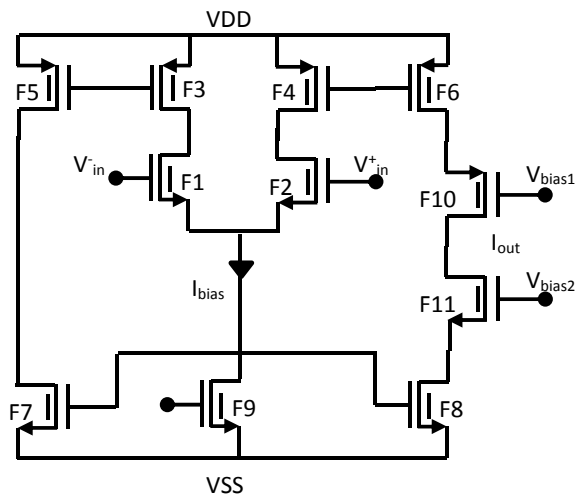 VDD
F5
F3
F4
F6
V-in
F1
F2
V+in
F10
Vbias1
Iout
Ibias
F11
Vbias2
F7
F9
F8
VSS